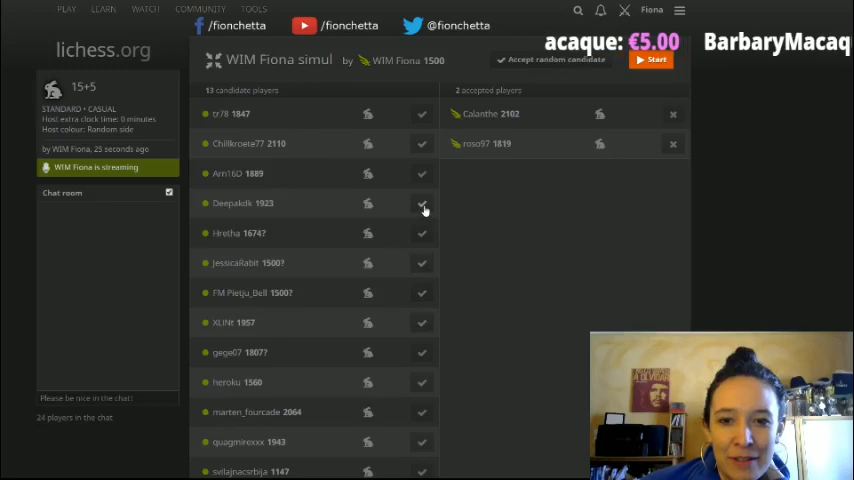 PLAY LEARN WATCH COMMUNITY TOOLS
Fiona
/fionchetta /fionchetta @fionchetta
acaque: €5.00 BarbaryMacaq
lichess.org
WIM Fiona simul by WIM Fiona 1500
Accept random candidate
Start
15+5
STANDARD • CASUAL
Host extra clock time: 0 minutes
Host colour: Random side
by WIM Fiona, 25 seconds ago
WIM Fiona is streaming
Chat room
Please be nice in the chat!
24 players in the chat
13 candidate players
tr78 1847
Chillkroete77 2110
Arn16D 1889
Deepakdk 1923
Hretha 1674?
JessicaRabit 1500?
FM Pietju_Bell 1500?
XLiNt 1957
gege07 1807?
heroku 1560
marten_fourcade 2064
quagmirexxx 1943
svilajnacsrbija 1147
2 accepted players
Calanthe 2102
roso97 1819